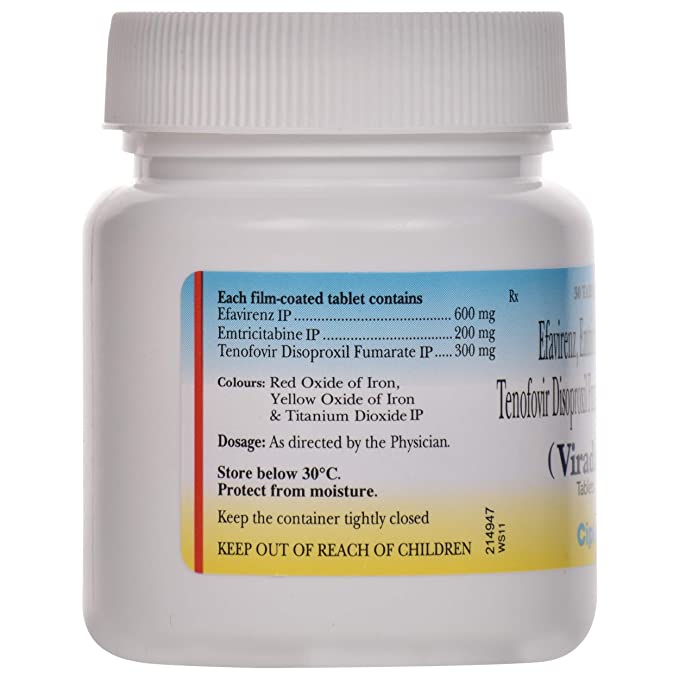 Each film-coated tablet contains
Efavirenz IP .................................... 600 mg
Emtricitabine IP ............................ 200 mg
Tenofovir Disoproxil Fumarate IP ..... 300 mg
Colours: Red Oxide of Iron,
Yellow Oxide of Iron
& Titanium Dioxide IP
Dosage: As directed by the Physician.
Store below 30°C.
Protect from moisture.
Keep the container tightly closed
KEEP OUT OF REACH OF CHILDREN
214947
WS11
Rx
30
Efavirenz,
Tenofovir Disoproxil